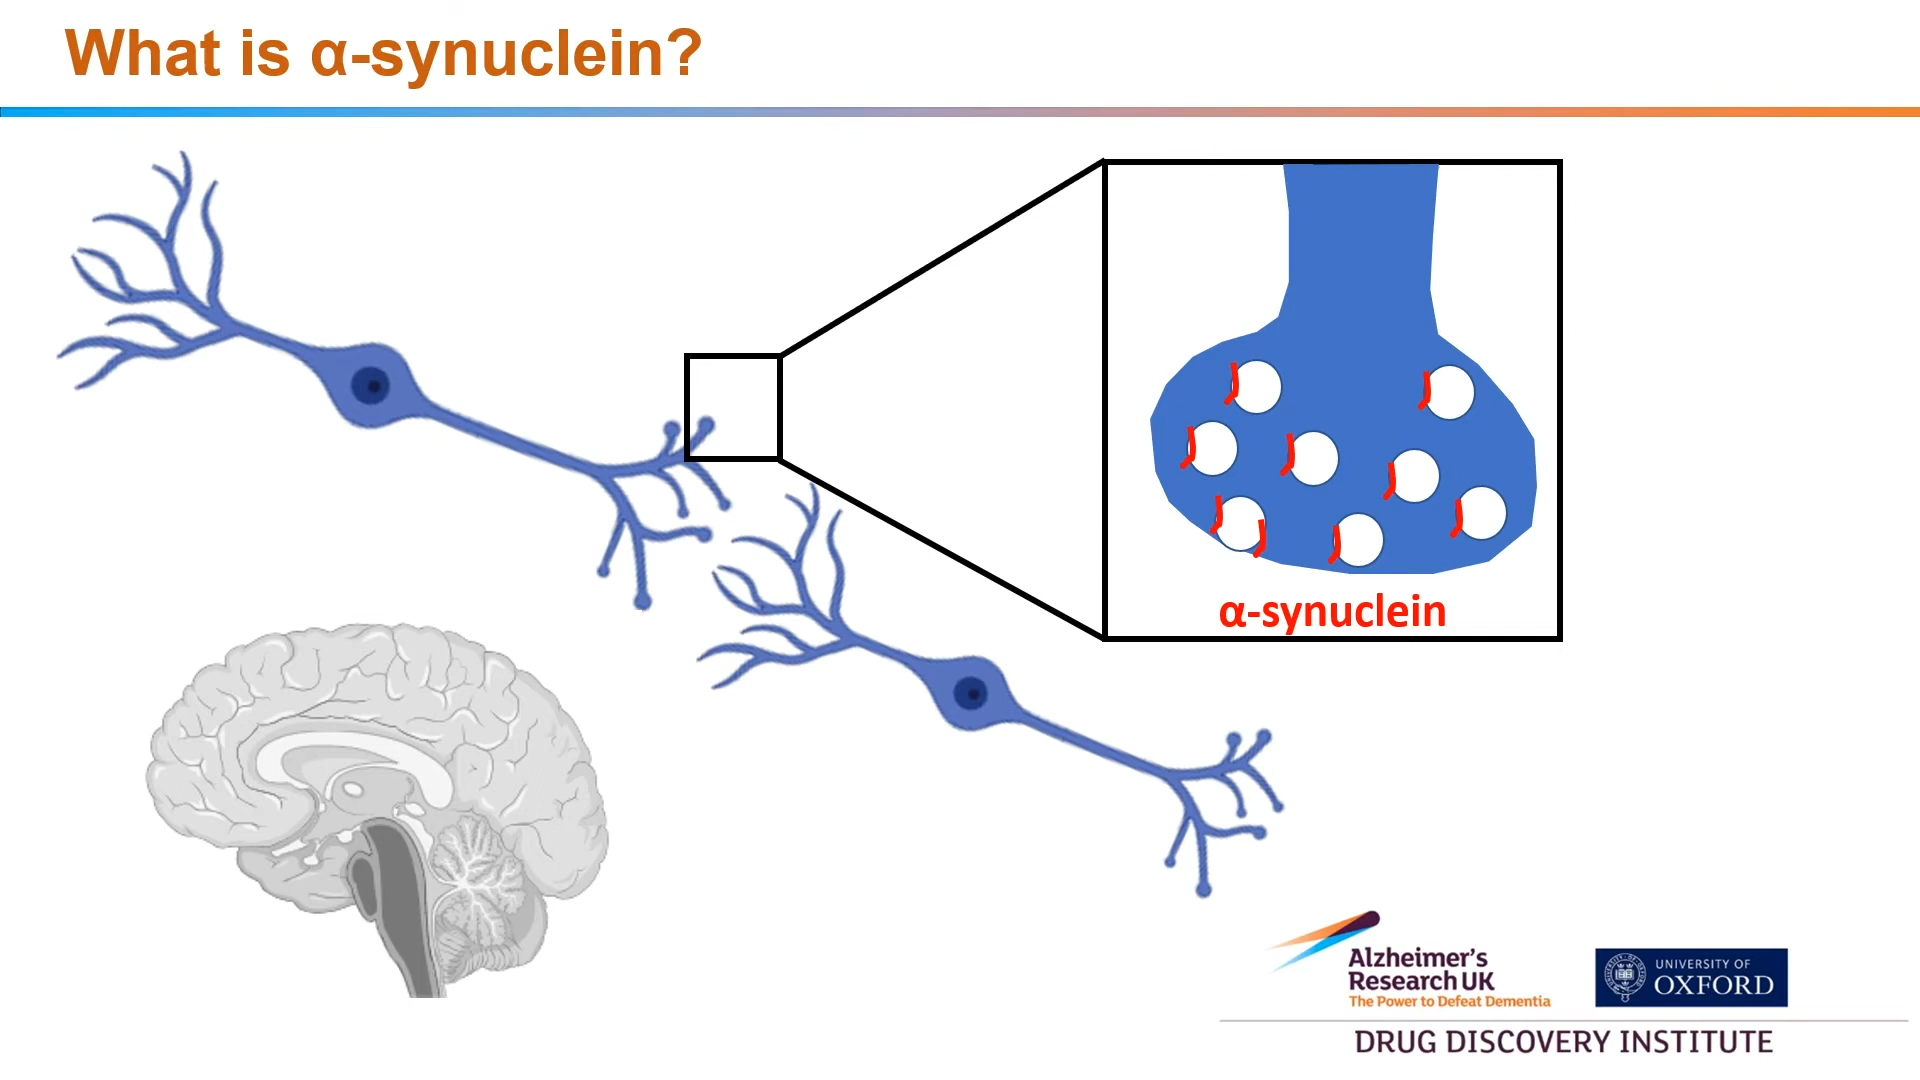 What is α-synuclein?
α-synuclein
Alzheimer's
Research UK
The Power to Defeat Dementia
UNIVERSITY OF
OXFORD
DRUG DISCOVERY INSTITUTE